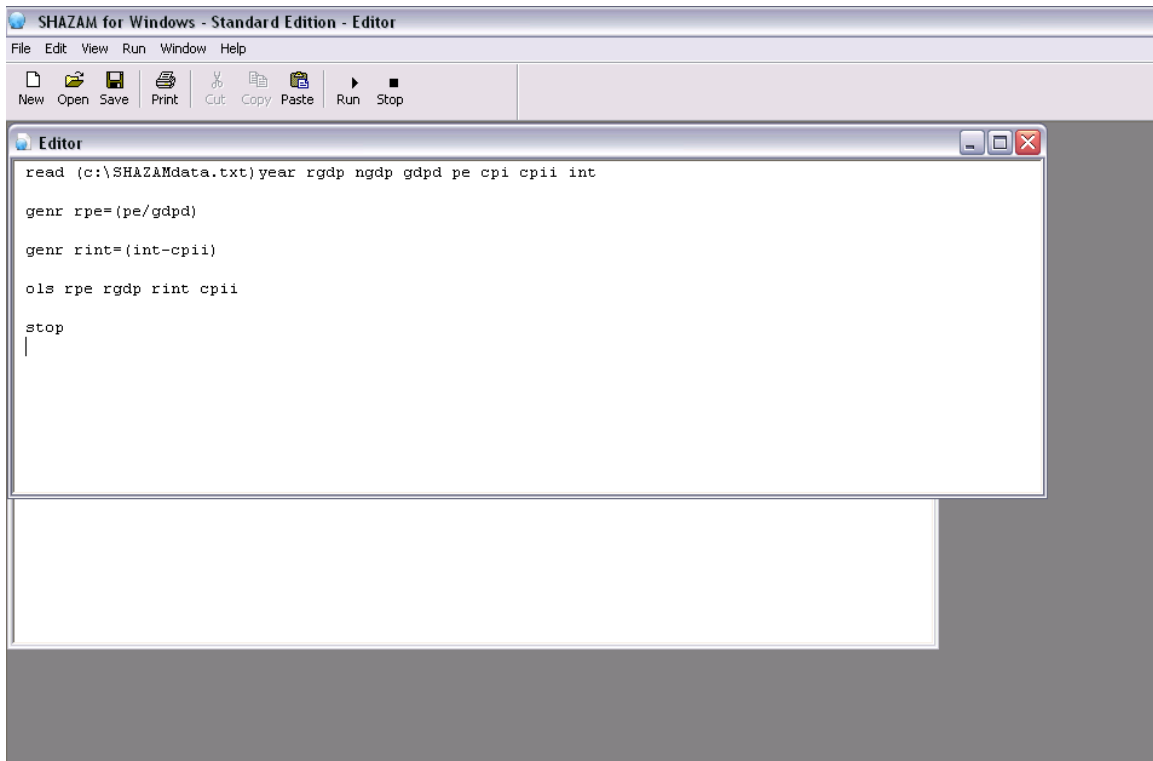 SHAZAM for Windows - Standard Edition - Editor
File Edit View Run Window Help
New Open Save Print Cut Copy Paste Run Stop
Editor
read (c:\SHAZAMdata.txt)year rgdp ngdp gdpd pe cpi cpii int
genr rpe=(pe/gdpd)
genr rint=(int-cpii)
ols rpe rgdp rint cpii
stop